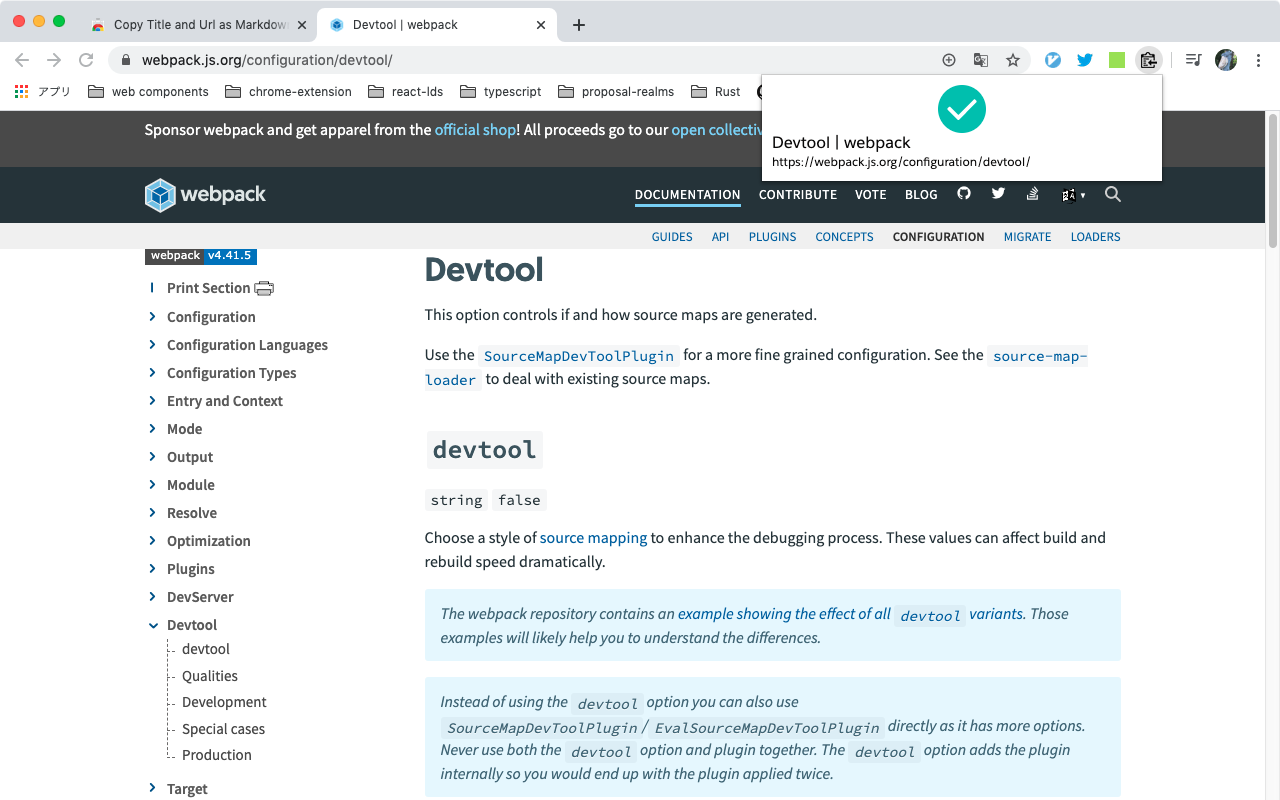 Copy Title and Url as Markdown
Devtool | webpack
webpack.js.org/configuration/devtool/
アプリ
web components
chrome-extension
react-lds
typescript
proposal-realms
Rust
Devtool | webpack
https://webpack.js.org/configuration/devtool/
Sponsor webpack and get apparel from the official shop! All proceeds go to our open collectiv
webpack
DOCUMENTATION
CONTRIBUTE
VOTE
BLOG
GUIDES
API
PLUGINS
CONCEPTS
CONFIGURATION
MIGRATE
LOADERS
webpack v4.41.5
Print Section
Configuration
Configuration Languages
Configuration Types
Entry and Context
Mode
Output
Module
Resolve
Optimization
Plugins
DevServer
Devtool
devtool
Qualities
Development
Special cases
Production
Target
Devtool
This option controls if and how source maps are generated.
Use the SourceMapDevToolPlugin for a more fine grained configuration. See the source-map-
loader to deal with existing source maps.
devtool
string false
Choose a style of source mapping to enhance the debugging process. These values can affect build and
rebuild speed dramatically.
The webpack repository contains an example showing the effect of all devtool variants. Those
examples will likely help you to understand the differences.
Instead of using the devtool option you can also use
SourceMapDevToolPlugin / EvalSourceMapDevToolPlugin directly as it has more options.
Never use both the devtool option and plugin together. The devtool option adds the plugin
internally so you would end up with the plugin applied twice.